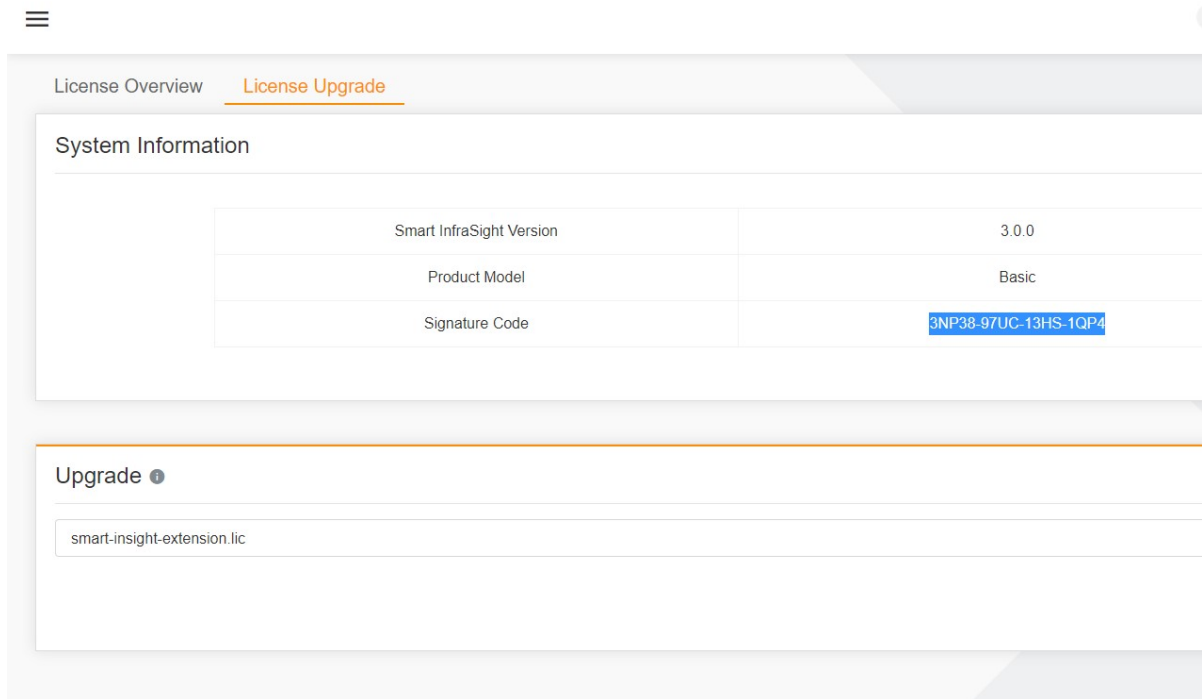 License Overview License Upgrade
System Information
Smart InfraSight Version 3.0.0
Product Model Basic
Signature Code 3NP38-97UC-13HS-1QP4
Upgrade
smart-insight-extension.lic